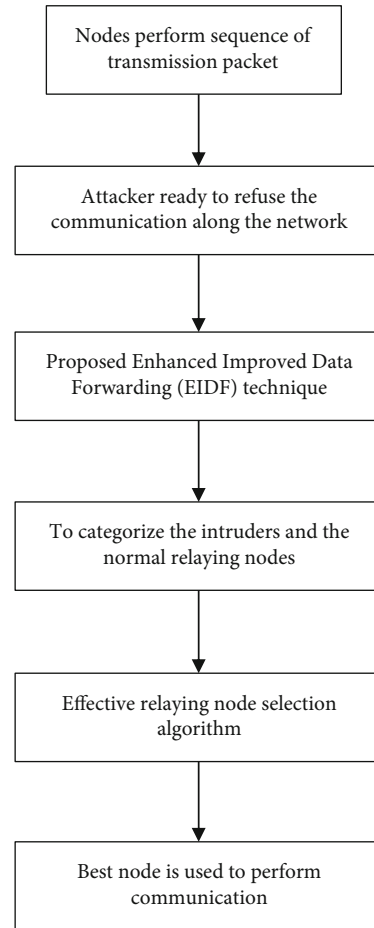 Nodes perform sequence of
transmission packet
Attacker ready to refuse the
communication along the network
Proposed Enhanced Improved Data
Forwarding (EIDF) technique
To categorize the intruders and the
normal relaying nodes
Effective relaying node selection
algorithm
Best node is used to perform
communication